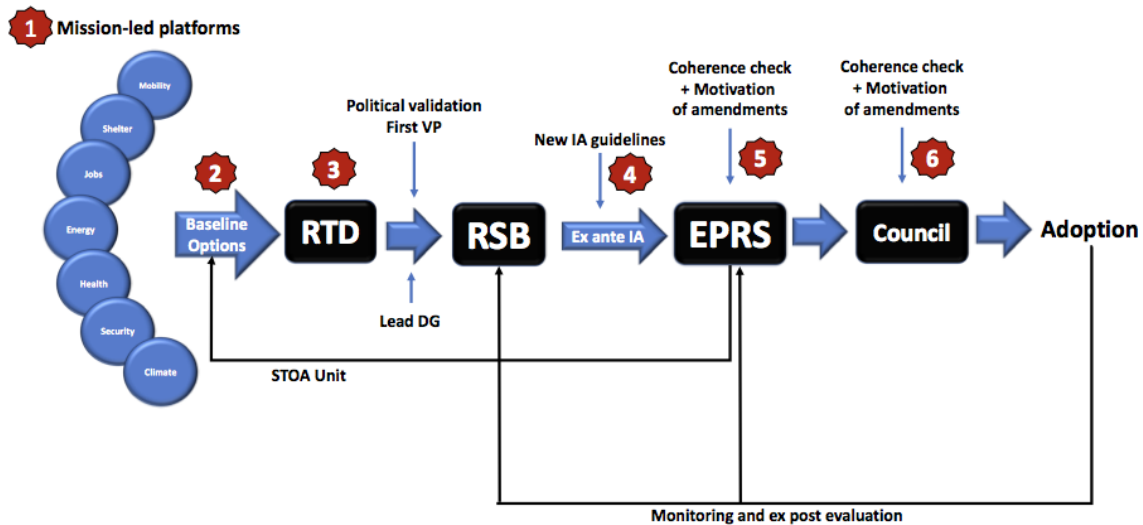 1 Mission-led platforms
Mobility
Shelter
Jobs
Energy
Health
Security
Climate
2
Baseline
Options
3
RTD
Political validation
First VP
Lead DG
RSB
New IA guidelines
4
Ex ante IA
Coherence check
+ Motivation
of amendments
5
EPRS
Coherence check
+ Motivation
of amendments
6
Council
Adoption
STOA Unit
Monitoring and ex post evaluation